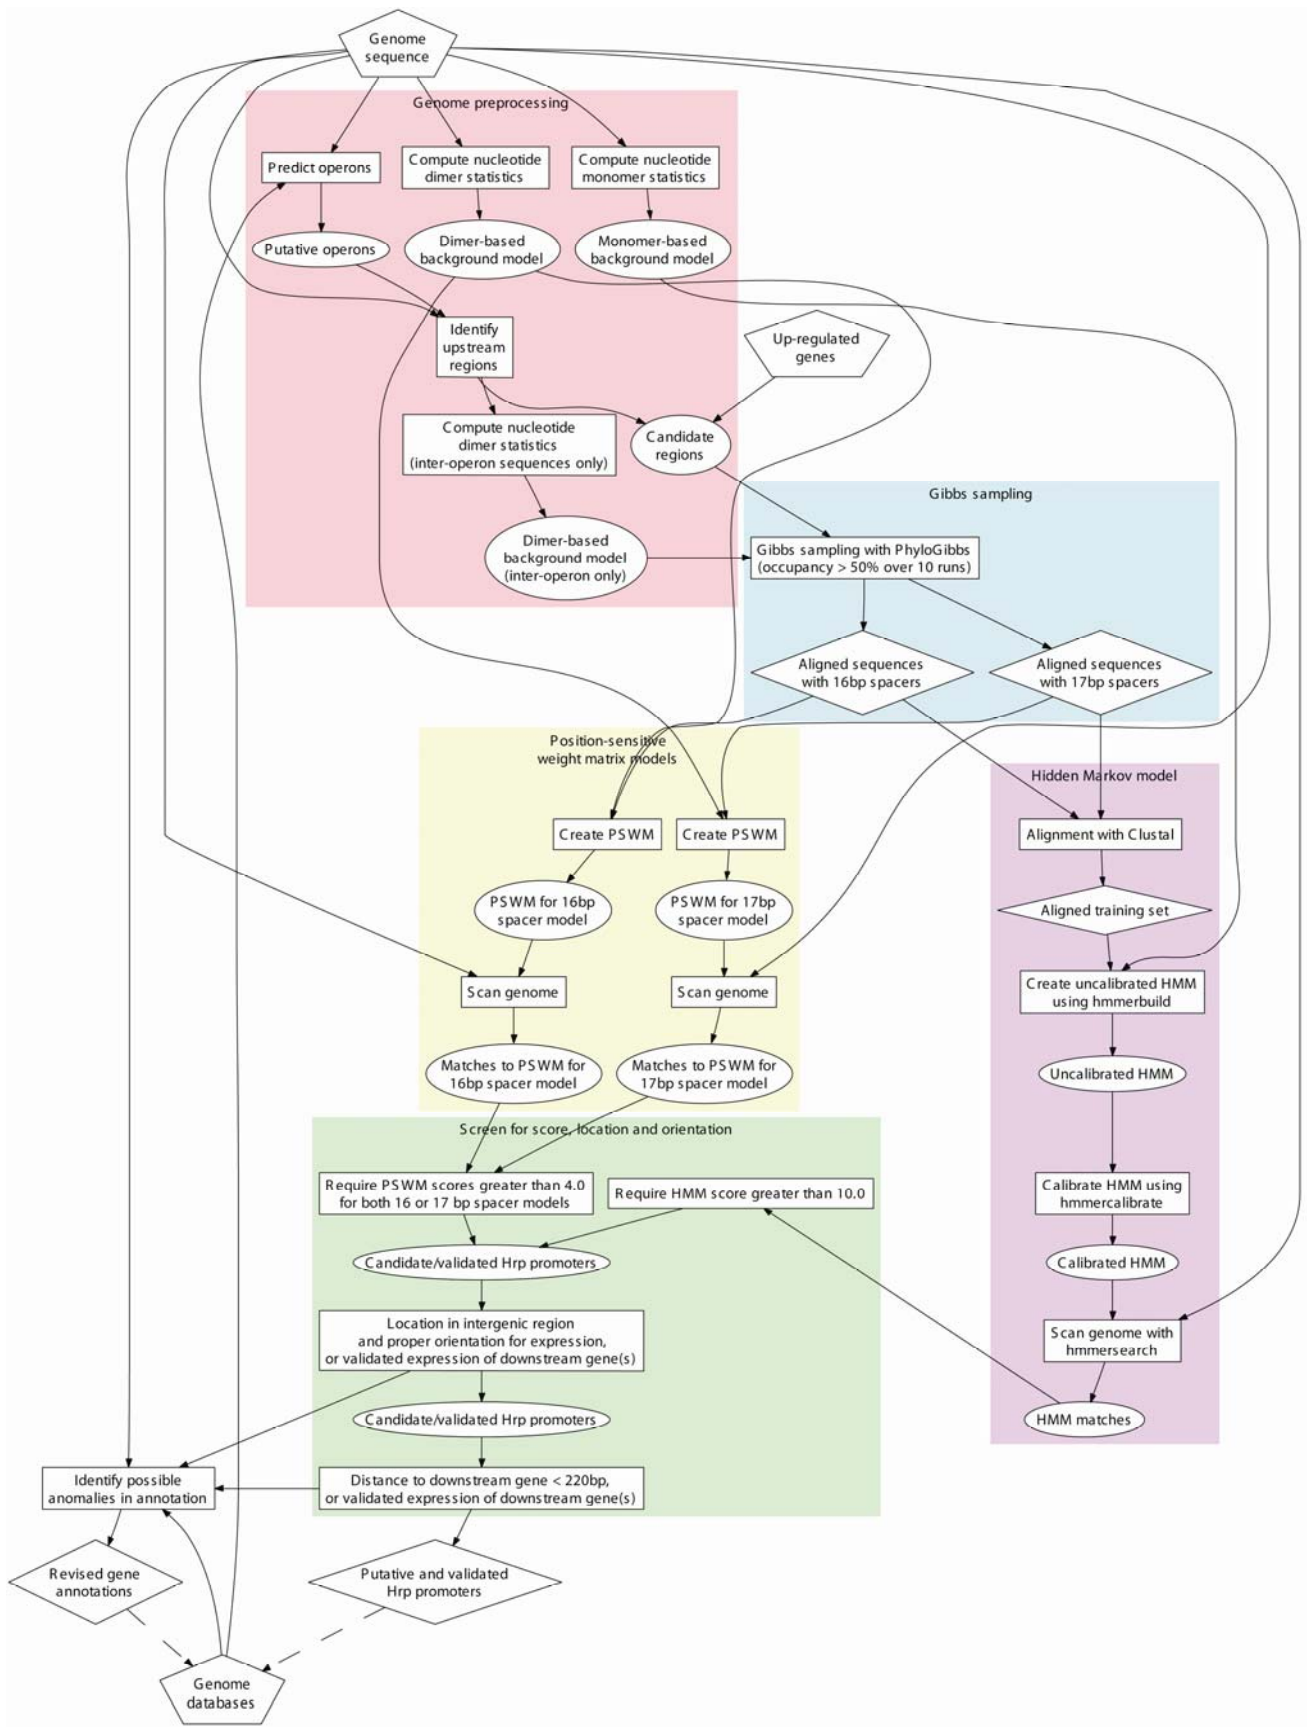 Genome
sequence
Genome preprocessing
Predict operons
Compute nucleotide
dimer statistics
Compute nucleotide
monomer statistics
Putative operons
Dimer-based
background model
Monomer-based
background model
Identify
upstream
regions
Up-regulated
genes
Compute nucleotide
dimer statistics
(inter-operon sequences only)
Candidate
regions
Gibbs sampling
Dimer-based
background model
(inter-operon only)
Gibbs sampling with PhyloGibbs
(occupancy > 50% over 10 runs)
Aligned sequences
with 16bp spacers
Aligned sequences
with 17bp spacers
Position-sensitive
weight matrix models
Hidden Markov model
Create PSWM
Create PSWM
Alignment with Clustal
PSWM for 16bp
spacer model
PSWM for 17bp
spacer model
Aligned training set
Scan genome
Scan genome
Create uncalibrated HMM
using hmmerbuild
Matches to PSWM for
16bp spacer model
Matches to PSWM for
17bp spacer model
Uncalibrated HMM
Screen for score, location and orientation
Require PSWM scores greater than 4.0
for both 16 or 17 bp spacer models
Require HMM score greater than 10.0
Calibrate HMM using
hmmercalibrate
Candidate/validated Hrp promoters
Calibrated HMM
Location in intergenic region
and proper orientation for expression,
or validated expression of downstream gene(s)
Scan genome with
hmmersearch
Candidate/validated Hrp promoters
HMM matches
Identify possible
anomalies in annotation
Distance to downstream gene < 220bp,
or validated expression of downstream gene(s)
Revised gene
annotations
Putative and validated
Hrp promoters
Genome
databases